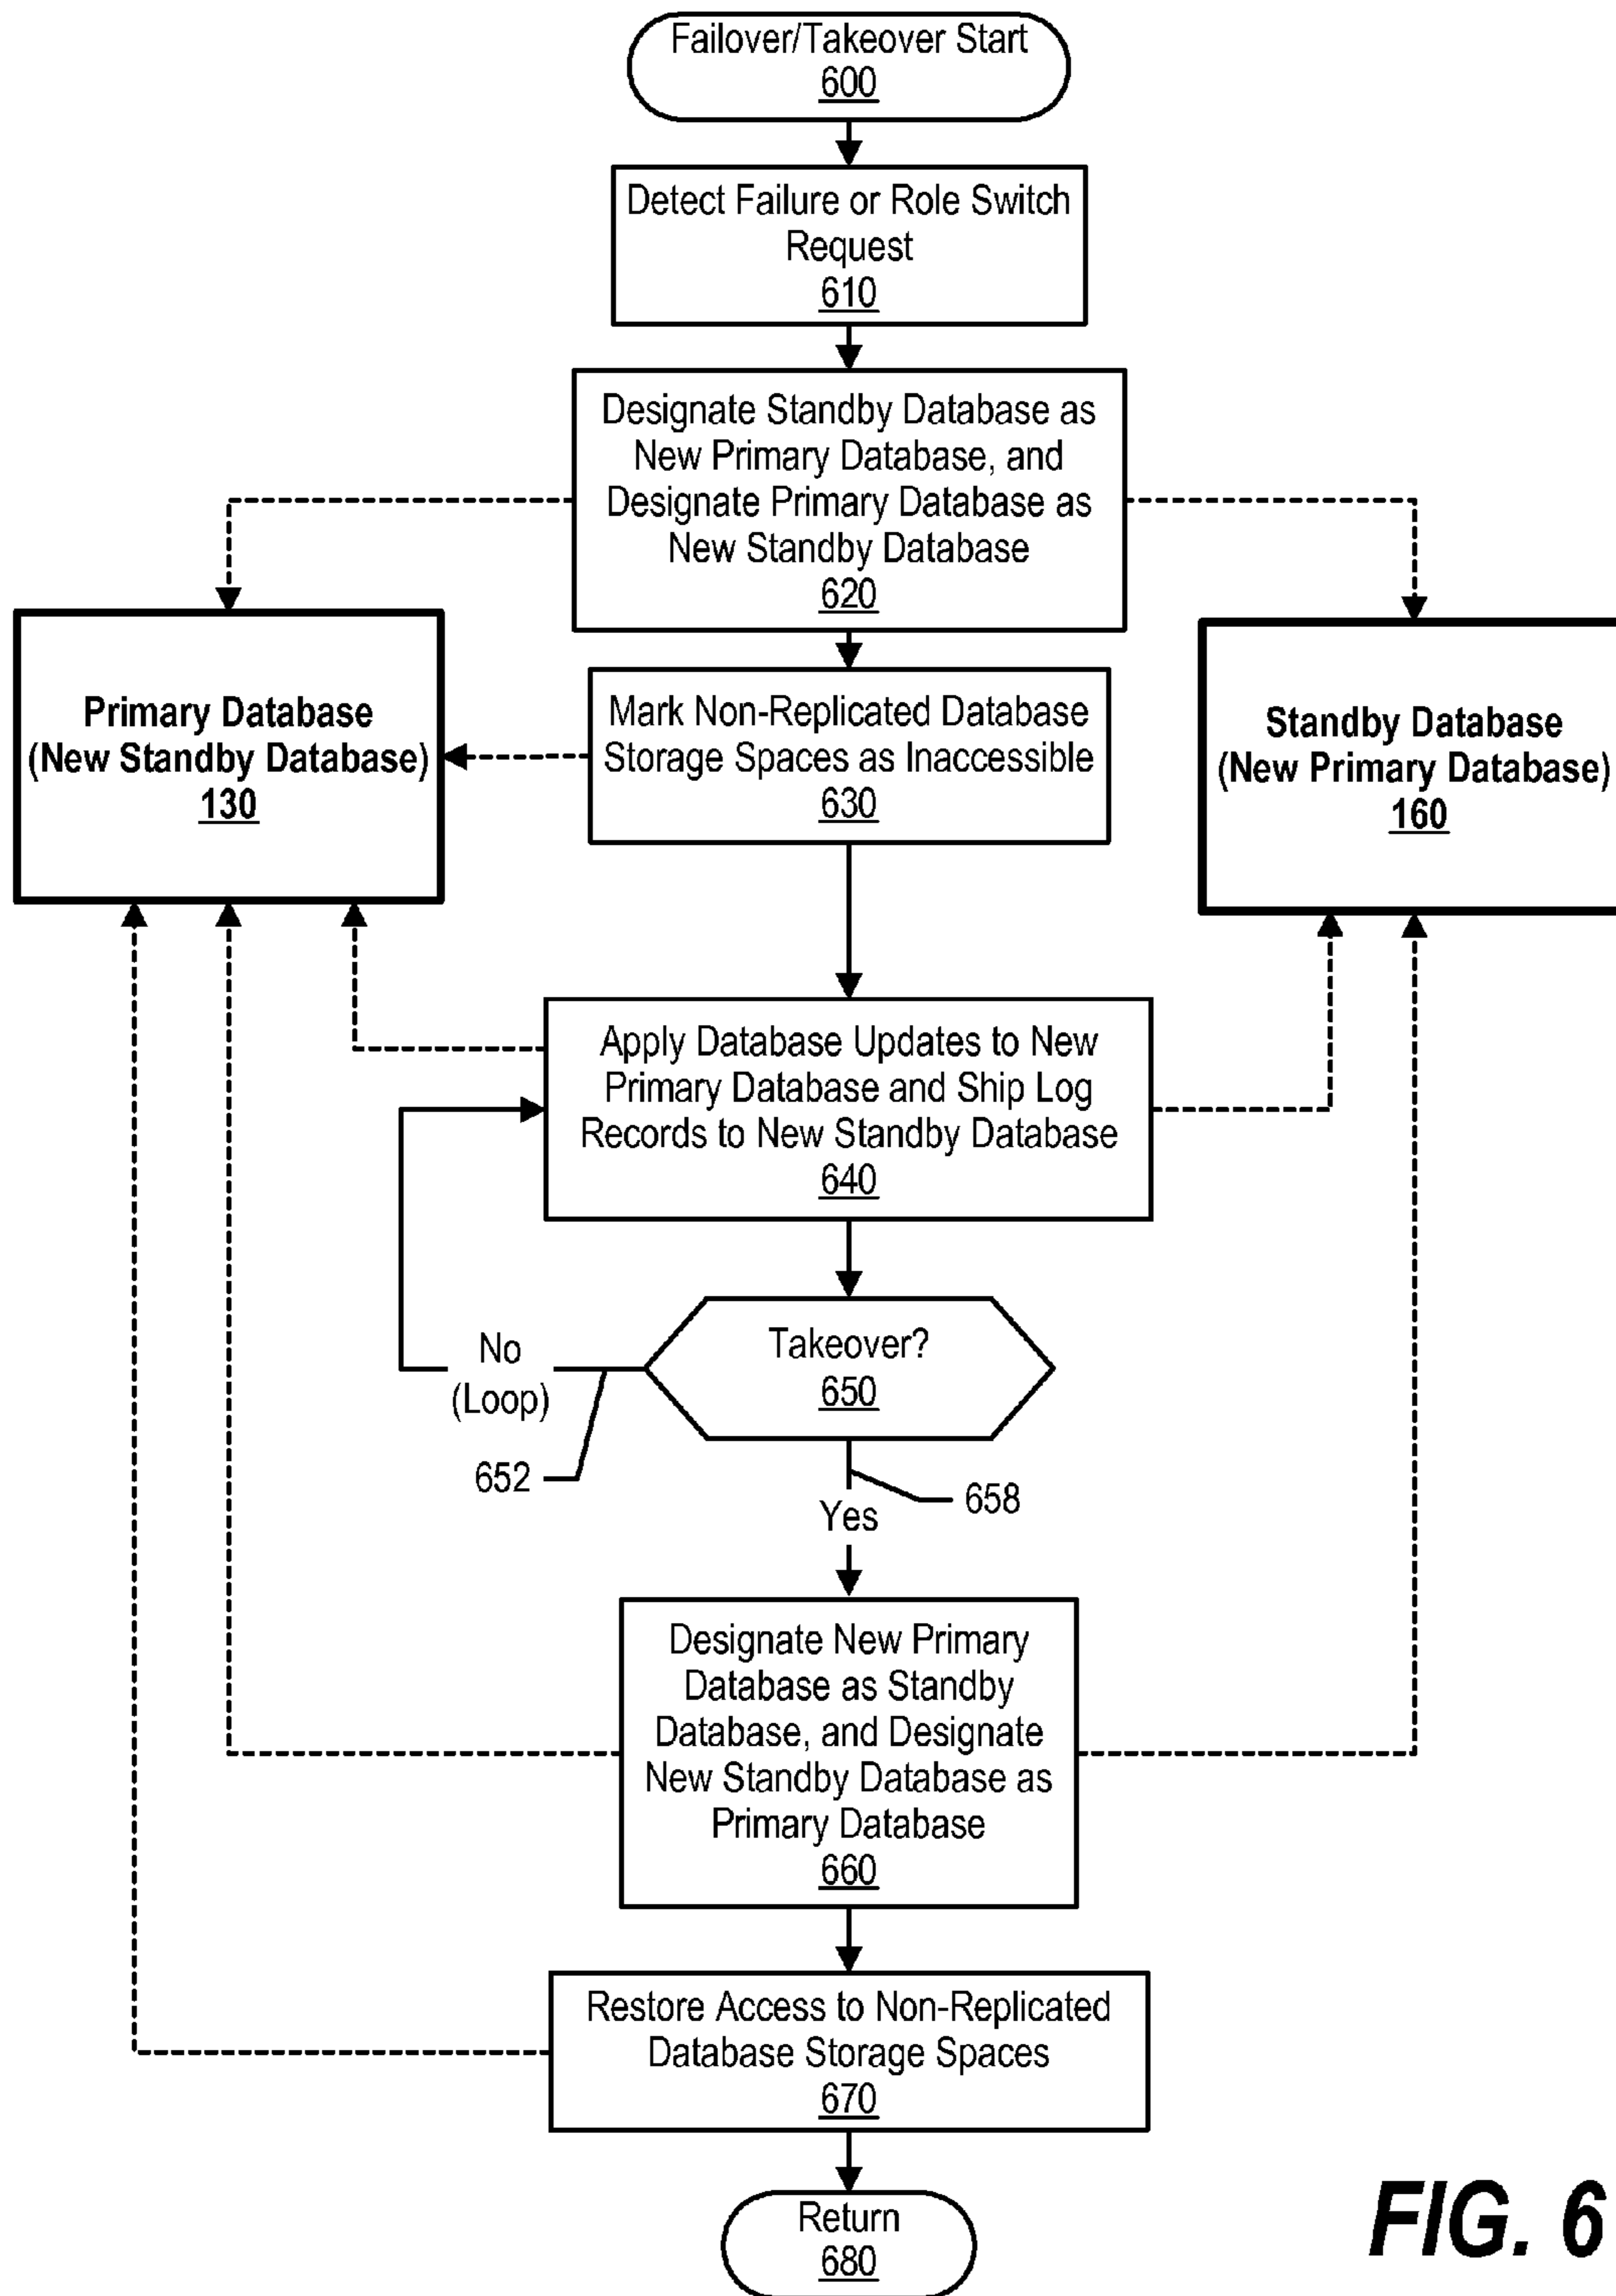 Failover/Takeover Start
600
Detect Failure or Role Switch
Request
610
Designate Standby Database as
New Primary Database, and
Designate Primary Database as
New Standby Database
620
Primary Database
(New Standby Database)
130
Mark Non-Replicated Database
Storage Spaces as Inaccessible
630
Standby Database
(New Primary Database)
160
Apply Database Updates to New
Primary Database and Ship Log
Records to New Standby Database
640
Takeover?
650
No
(Loop)
652
658
Yes
Designate New Primary
Database as Standby
Database, and Designate
New Standby Database as
Primary Database
660
Restore Access to Non-Replicated
Database Storage Spaces
670
Return
680
FIG. 6